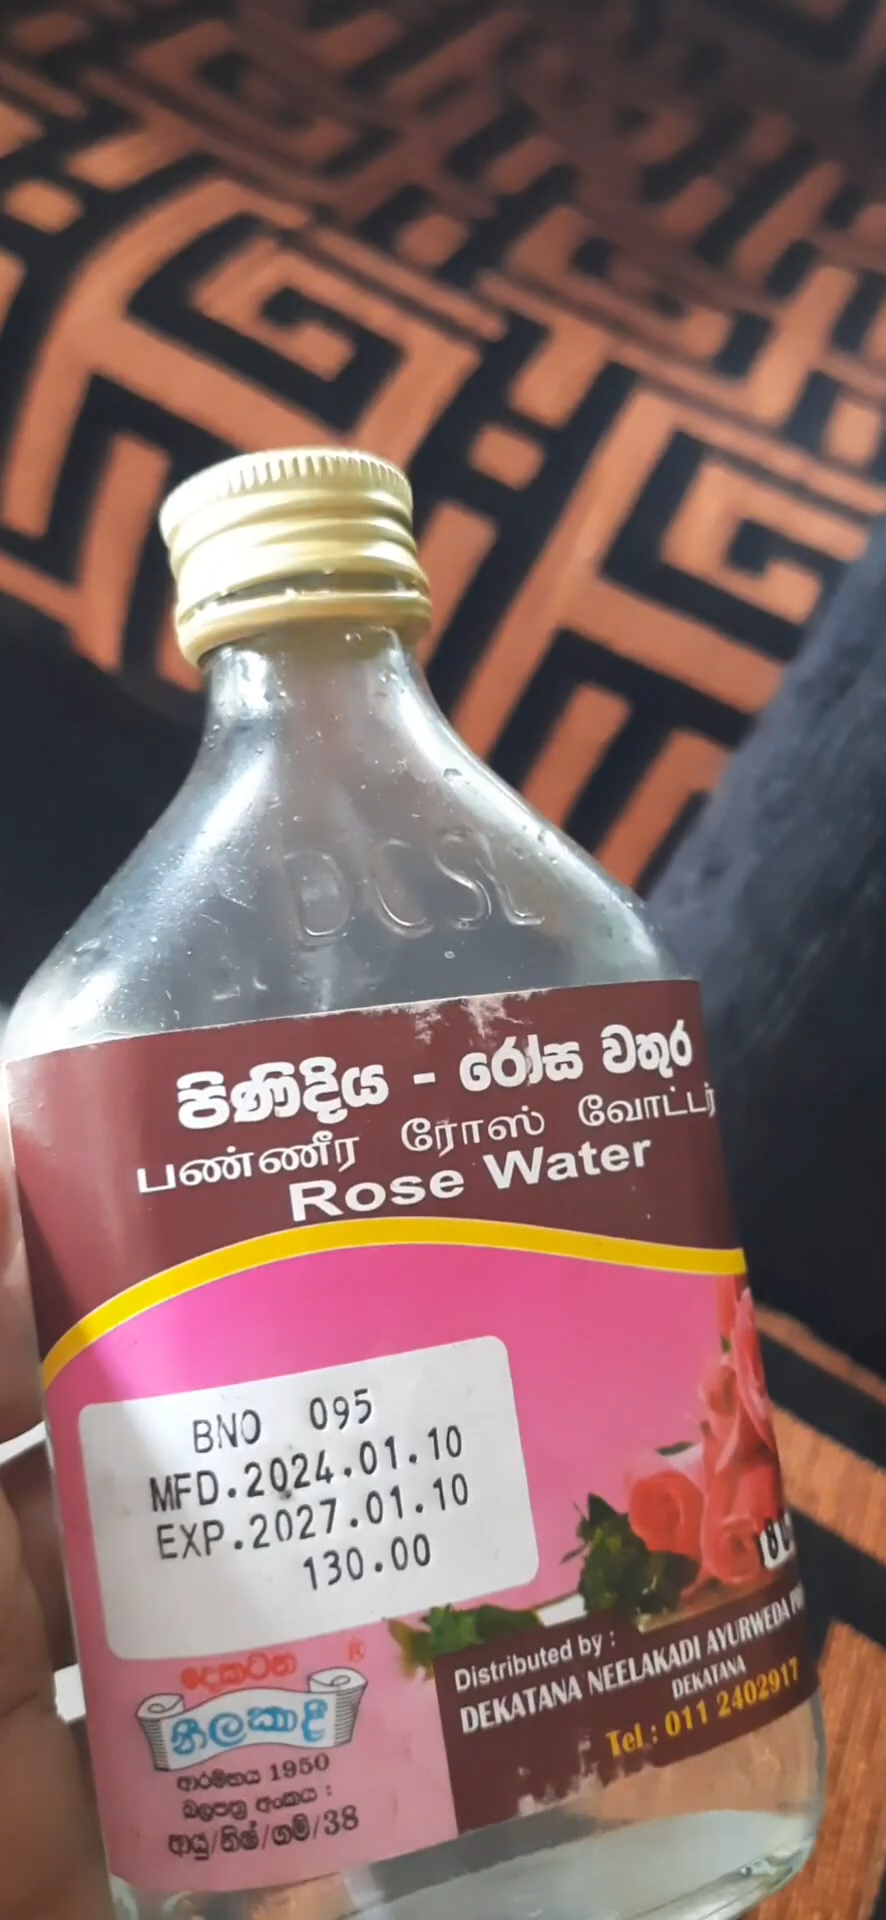 DCSL
පිණිදිය - රෝස වතුර
பண்ணீர ரோஸ் வோட்டர்
Rose Water
BNO 095
MFD.2024.01.10
EXP.2027.01.10
130.00
දෙකටන ®
නීලකාදී
ආරම්භය 1950
බලපත්‍ර අංකය :
ආයු/නිෂ්/ගම්/38
Distributed by :
DEKATANA NEELAKADI AYURWEDA
DEKATANA
Tel : 011 2402917